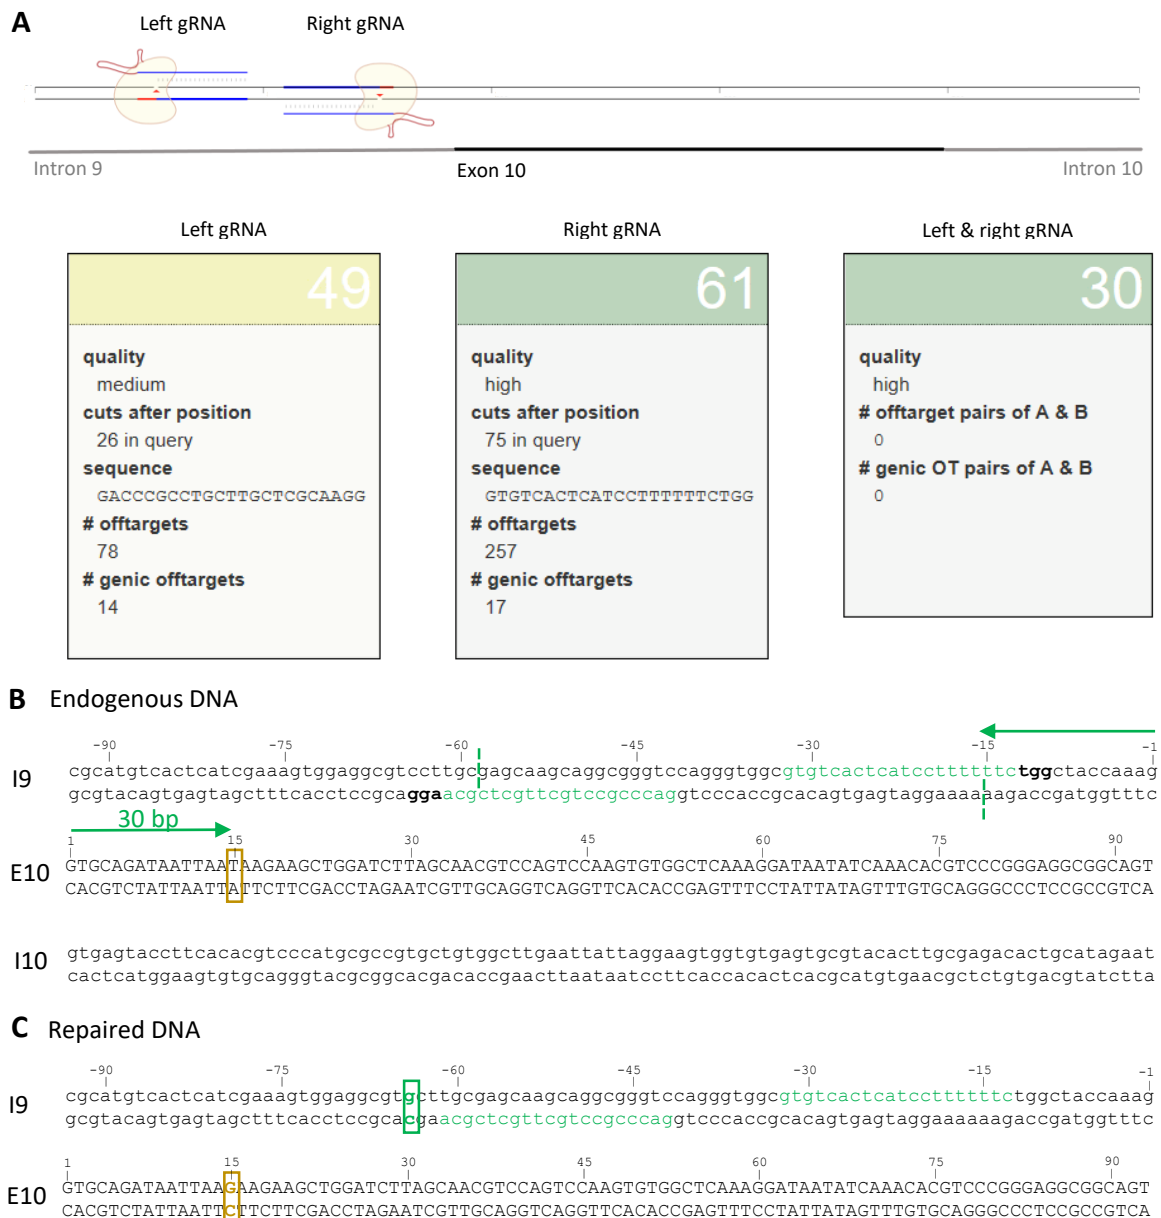 A
Left gRNA
Right gRNA
Intron 9
Exon 10
Intron 10
Left gRNA
Right gRNA
Left & right gRNA
49
quality
medium
cuts after position
26 in query
sequence
GACCCGCCTGCTTGCTCGCAAGG
# offtargets
78
# genic offtargets
14
61
quality
high
cuts after position
75 in query
sequence
GTGTCACTCATCCTTTTTTCTGG
# offtargets
257
# genic offtargets
17
30
quality
high
# offtarget pairs of A & B
0
# genic OT pairs of A & B
0
B Endogenous DNA
-90 -75 -60 -45 -30 -15 -1
I9
cgcatgtcactcatcgaaagtggaggcgtccttgcgagcaagcaggcgggtccagggtggcgtgtcactcatccttttttctggctaccaaag
gcgtacagtgagtagctttcacctccgcaggaacgctcgttcgtccgcccaggtcccaccgcacagtgagtaggaaaaaagaccgatggtttc
30 bp
1 15 30 45 60 75 90
E10
GTGCAGATAATTAATAAGAAGCTGGATCTTAGCAACGTCCAGTCCAAGTGTGGCTCAAAGGATAATATCAAACACGTCCCGGGAGGCGGCAGT
CACGTCTATTAATTATTCTTCGACCTAGAATCGTTGCAGGTCAGGTTCACACCGAGTTTCCTATTATAGTTTGTGCAGGGCCCTCCGCCGTCA
I10
gtgagtaccttcacacgtcccatgcgccgtgctgtggcttgaattattaggaagtggtgtgagtgcgtacacttgcgagacactgcatagaat
cactcatggaagtgtgcagggtacgcggcacgacaccgaacttaataatccttcaccacactcacgcatgtgaacgctctgtgacgtatctta
C Repaired DNA
-90 -75 -60 -45 -30 -15 -1
I9
cgcatgtcactcatcgaaagtggaggcgtgcttgcgagcaagcaggcgggtccagggtggcgtgtcactcatccttttttctggctaccaaag
gcgtacagtgagtagctttcacctccgcacgaacgctcgttcgtccgcccaggtcccaccgcacagtgagtaggaaaaaagaccgatggtttc
1 15 30 45 60 75 90
E10
GTGCAGATAATTAAGAAGAAGCTGGATCTTAGCAACGTCCAGTCCAAGTGTGGCTCAAAGGATAATATCAAACACGTCCCGGGAGGCGGCAGT
CACGTCTATTAATTCTTCTTCGACCTAGAATCGTTGCAGGTCAGGTTCACACCGAGTTTCCTATTATAGTTTGTGCAGGGCCCTCCGCCGTCA